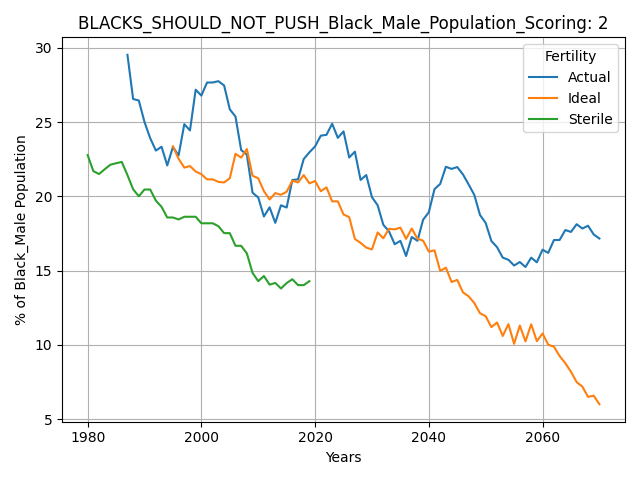 BLACKS_SHOULD_NOT_PUSH_Black_Male_Population_Scoring: 2
% of Black_Male Population
30
25
20
15
10
5
1980
2000
2020
2040
2060
Years
Fertility
Actual
Ideal
Sterile